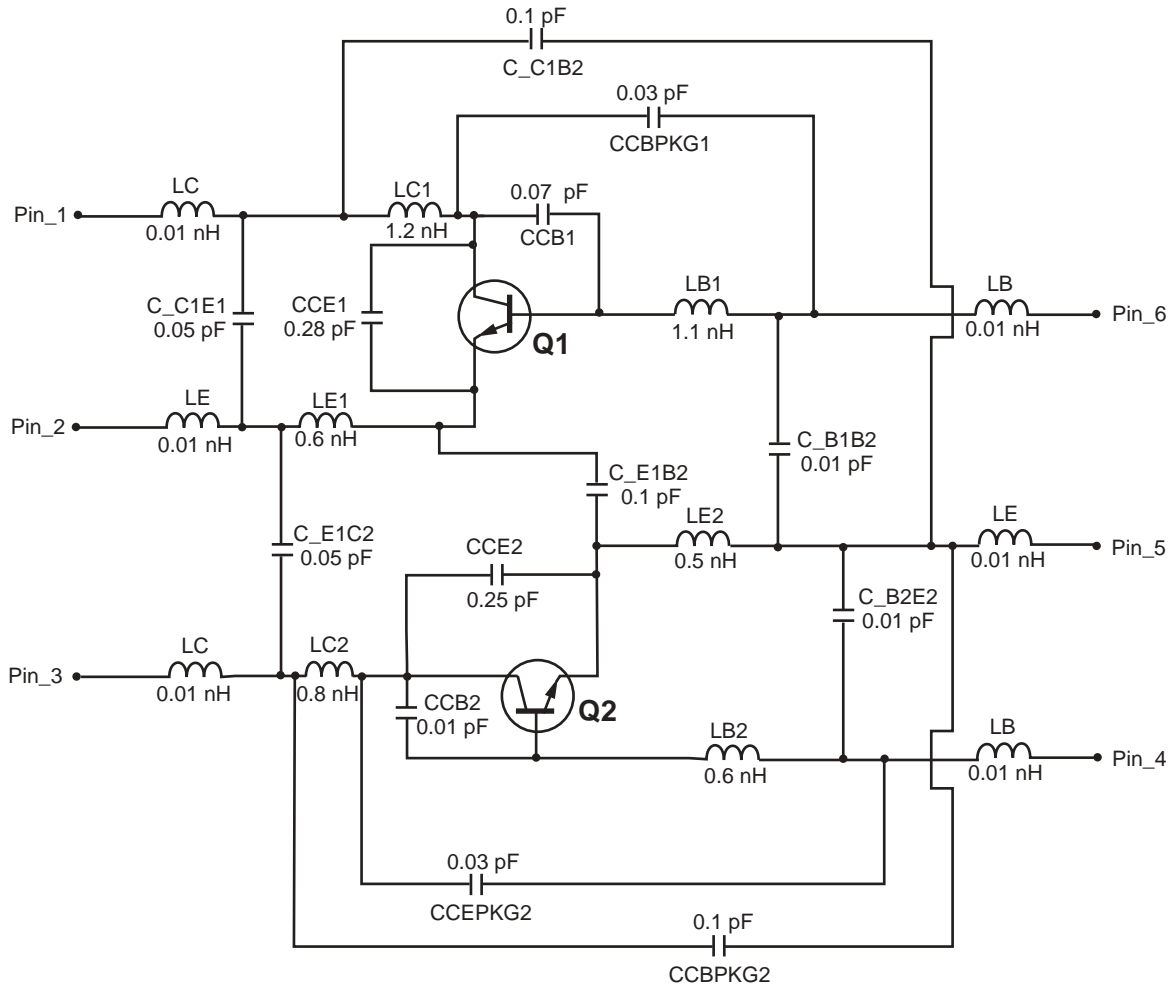 0.1 pF
C_C1B2
0.03 pF
CCBPKG1
LC
LC1
0.07 pF
Pin_1
0.01 nH
1.2 nH
CCB1
LB1
LB
C_C1E1
0.05 pF
CCE1
0.28 pF
Q1
1.1 nH
0.01 nH
Pin_6
LE
LE1
Pin_2
0.01 nH
0.6 nH
C_B1B2
0.01 pF
C_E1B2
0.1 pF
LE2
LE
C_E1C2
0.05 pF
CCE2
0.25 pF
0.5 nH
0.01 nH
Pin_5
C_B2E2
0.01 pF
LC
LC2
Pin_3
0.01 nH
0.8 nH
CCB2
0.01 pF
Q2
LB2
LB
0.6 nH
0.01 nH
Pin_4
0.03 pF
CCEPKG2
0.1 pF
CCBPKG2